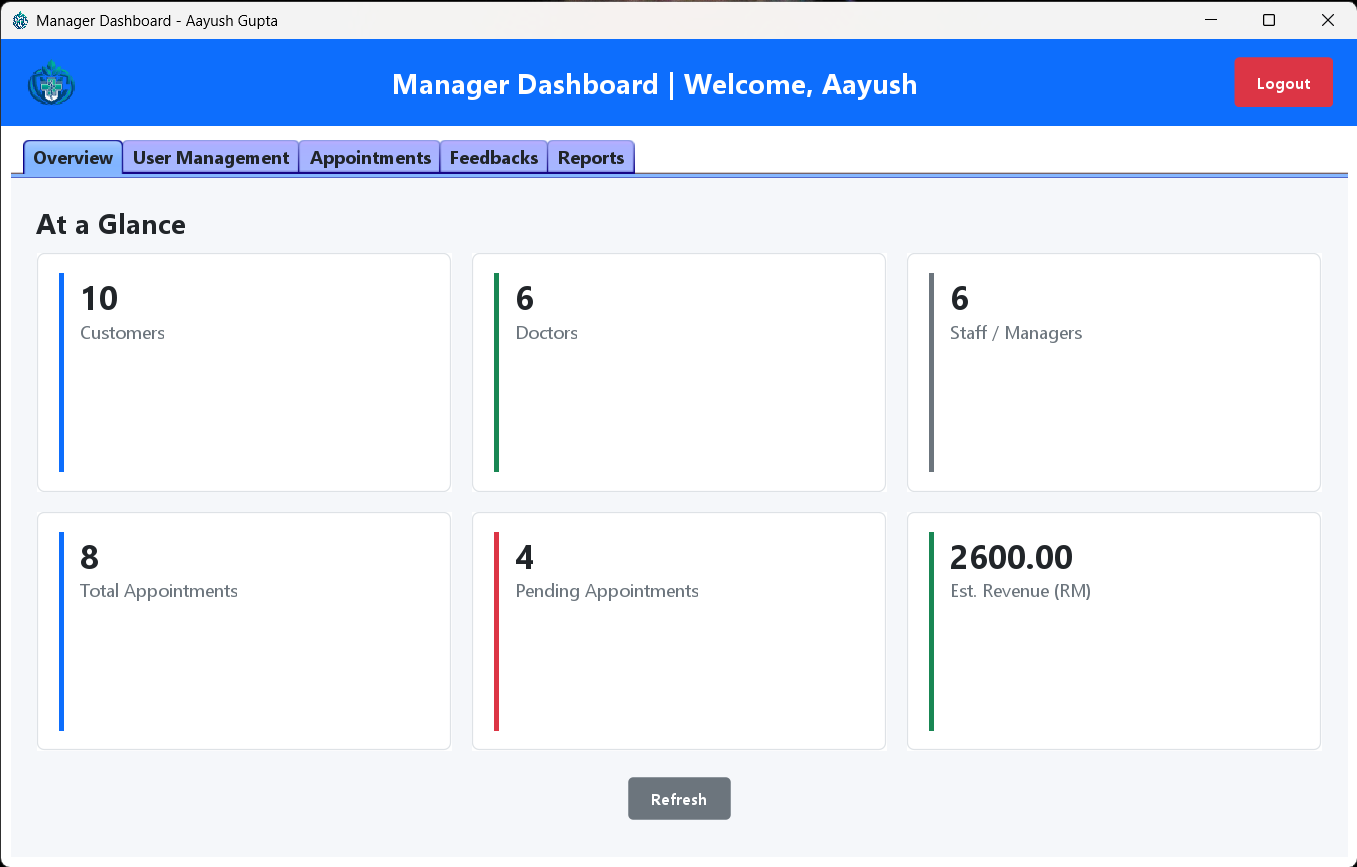 Manager Dashboard - Aayush Gupta
Manager Dashboard | Welcome, Aayush
Logout
Overview User Management Appointments Feedbacks Reports
At a Glance
10
Customers
6
Doctors
6
Staff / Managers
8
Total Appointments
4
Pending Appointments
2600.00
Est. Revenue (RM)
Refresh